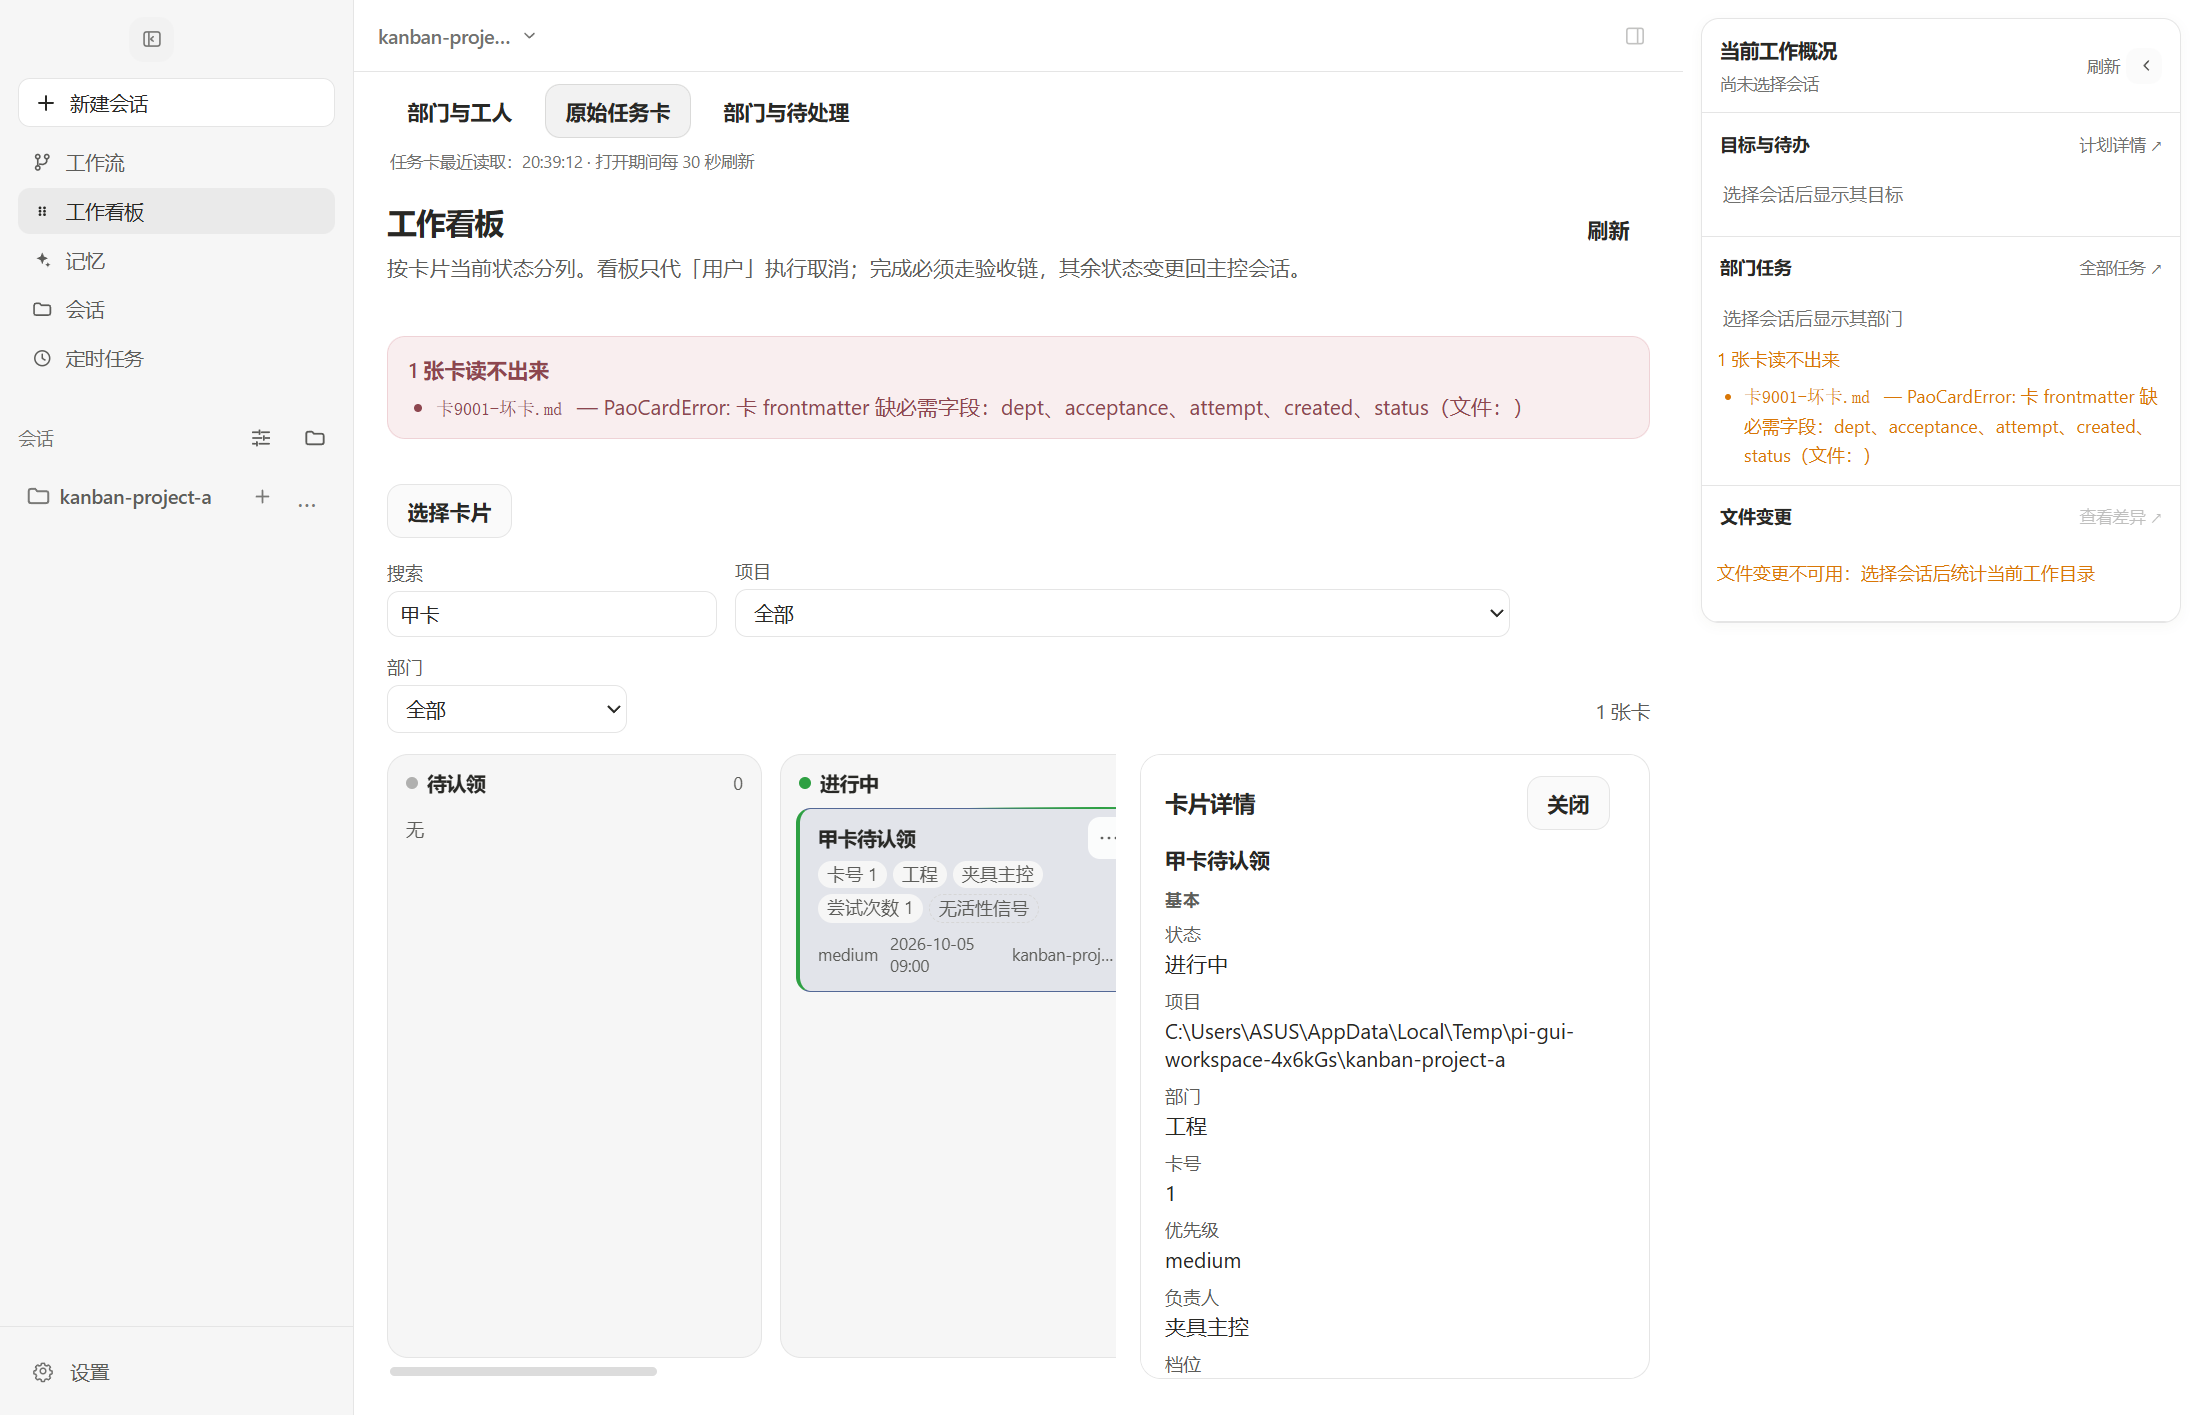 新建会话
工作流
工作看板
记忆
会话
定时任务
会话
kanban-project-a
设置
kanban-proje...
部门与工人
原始任务卡
部门与待处理
任务卡最近读取：20:39:12 · 打开期间每 30 秒刷新
工作看板
刷新
按卡片当前状态分列。看板只代「用户」执行取消；完成必须走验收链，其余状态变更回主控会话。
1 张卡读不出来
卡9001-坏卡.md — PaoCardError: 卡 frontmatter 缺必需字段：dept、acceptance、attempt、created、status（文件：）
选择卡片
搜索
甲卡
项目
全部
部门
全部
1 张卡
待认领
0
无
进行中
甲卡待认领
...
卡号 1
工程
夹具主控
尝试次数 1
无活性信号
medium
2026-10-05
09:00
kanban-proj...
卡片详情
关闭
甲卡待认领
基本
状态
进行中
项目
C:\Users\ASUS\AppData\Local\Temp\pi-gui-
workspace-4x6kGs\kanban-project-a
部门
工程
卡号
1
优先级
medium
负责人
夹具主控
档位
当前工作概况
尚未选择会话
刷新
目标与待办
计划详情 ↗
选择会话后显示其目标
部门任务
全部任务 ↗
选择会话后显示其部门
1 张卡读不出来
卡9001-坏卡.md — PaoCardError: 卡 frontmatter 缺
必需字段：dept、acceptance、attempt、created、
status（文件：）
文件变更
查看差异 ↗
文件变更不可用：选择会话后统计当前工作目录